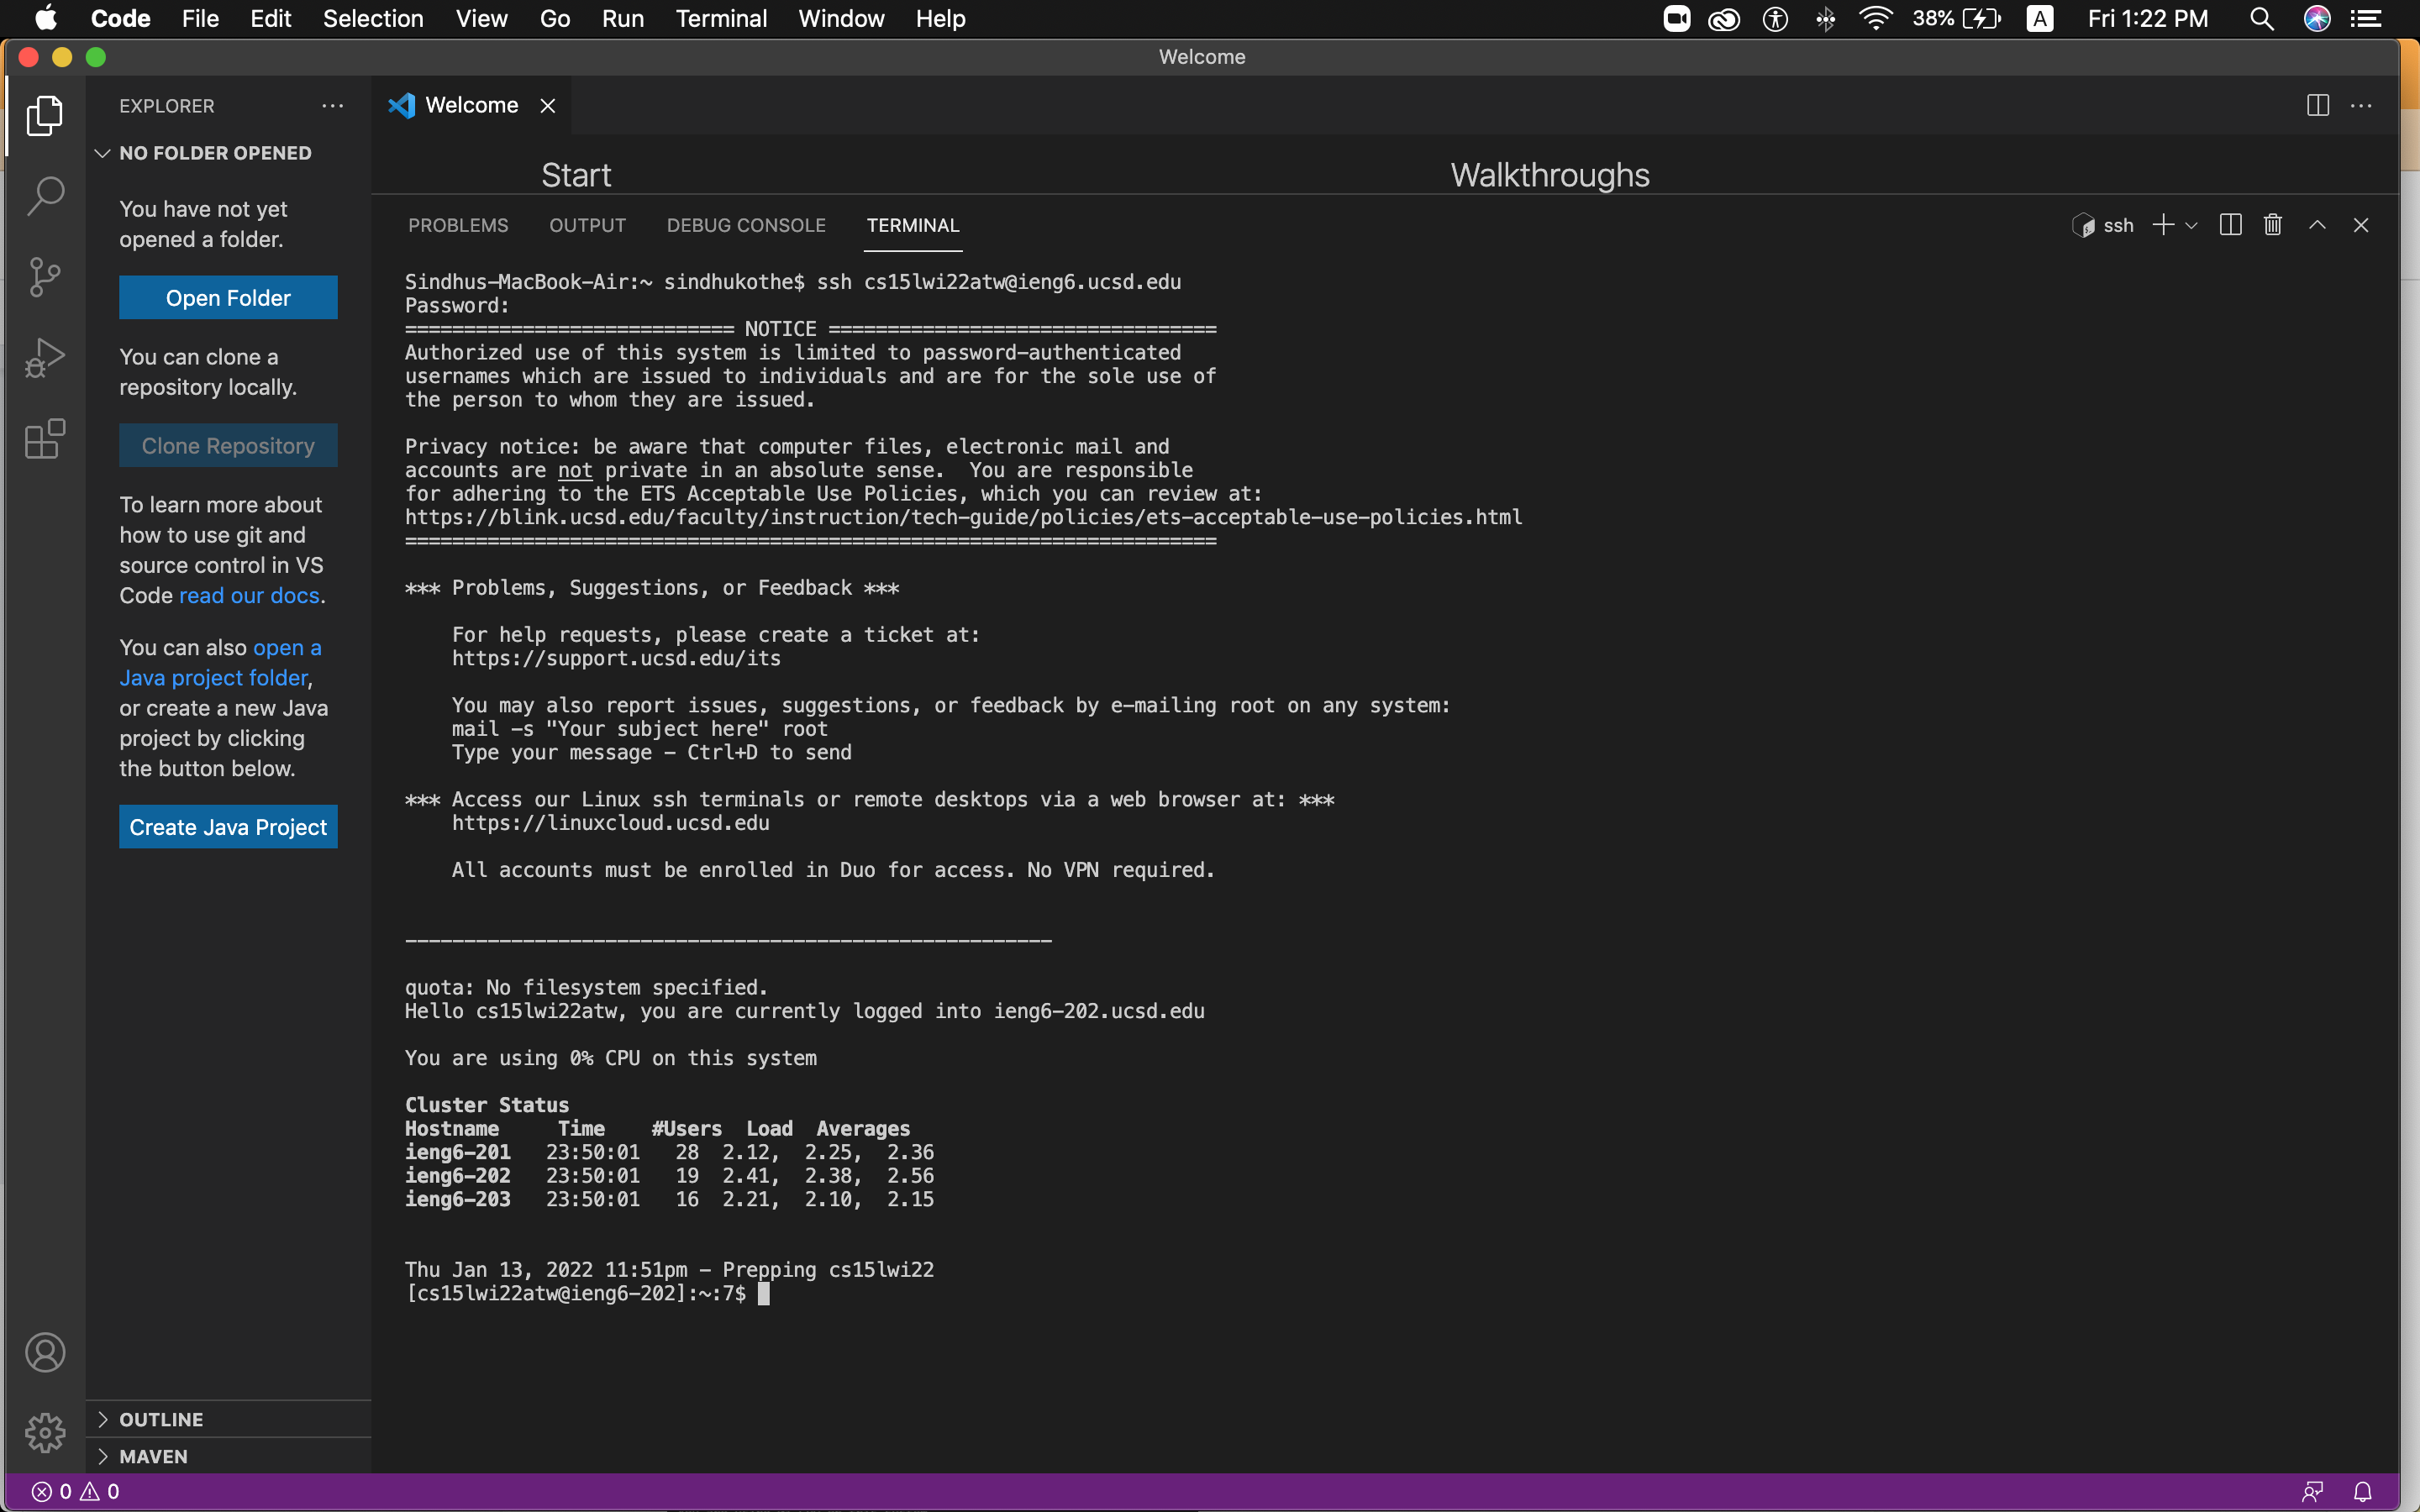 Code File Edit Selection View Go Run Terminal Window Help 38% A Fri 1:22 PM
Welcome
EXPLORER ...
NO FOLDER OPENED
You have not yet
opened a folder.
Open Folder
You can clone a
repository locally.
Clone Repository
To learn more about
how to use git and
source control in VS
Code read our docs.
You can also open a
Java project folder,
or create a new Java
project by clicking
the button below.
Create Java Project
OUTLINE
MAVEN
Welcome
Start Walkthroughs
PROBLEMS OUTPUT DEBUG CONSOLE TERMINAL ssh
Sindhus-MacBook-Air:~ sindhukothe$ ssh cs15lwi22atw@ieng6.ucsd.edu
Password:
============================ NOTICE =================================
Authorized use of this system is limited to password-authenticated
usernames which are issued to individuals and are for the sole use of
the person to whom they are issued.
Privacy notice: be aware that computer files, electronic mail and
accounts are not private in an absolute sense.  You are responsible
for adhering to the ETS Acceptable Use Policies, which you can review at:
https://blink.ucsd.edu/faculty/instruction/tech-guide/policies/ets-acceptable-use-policies.html
=====================================================================
*** Problems, Suggestions, or Feedback ***
For help requests, please create a ticket at:
https://support.ucsd.edu/its
You may also report issues, suggestions, or feedback by e-mailing root on any system:
mail -s "Your subject here" root
Type your message - Ctrl+D to send
*** Access our Linux ssh terminals or remote desktops via a web browser at: ***
https://linuxcloud.ucsd.edu
All accounts must be enrolled in Duo for access. No VPN required.
-------------------------------------------------------
quota: No filesystem specified.
Hello cs15lwi22atw, you are currently logged into ieng6-202.ucsd.edu
You are using 0% CPU on this system
Cluster Status
Hostname     Time    #Users  Load  Averages
ieng6-201   23:50:01   28  2.12,  2.25,  2.36
ieng6-202   23:50:01   19  2.41,  2.38,  2.56
ieng6-203   23:50:01   16  2.21,  2.10,  2.15
Thu Jan 13, 2022 11:51pm - Prepping cs15lwi22
[cs15lwi22atw@ieng6-202]:~:7$
0 0